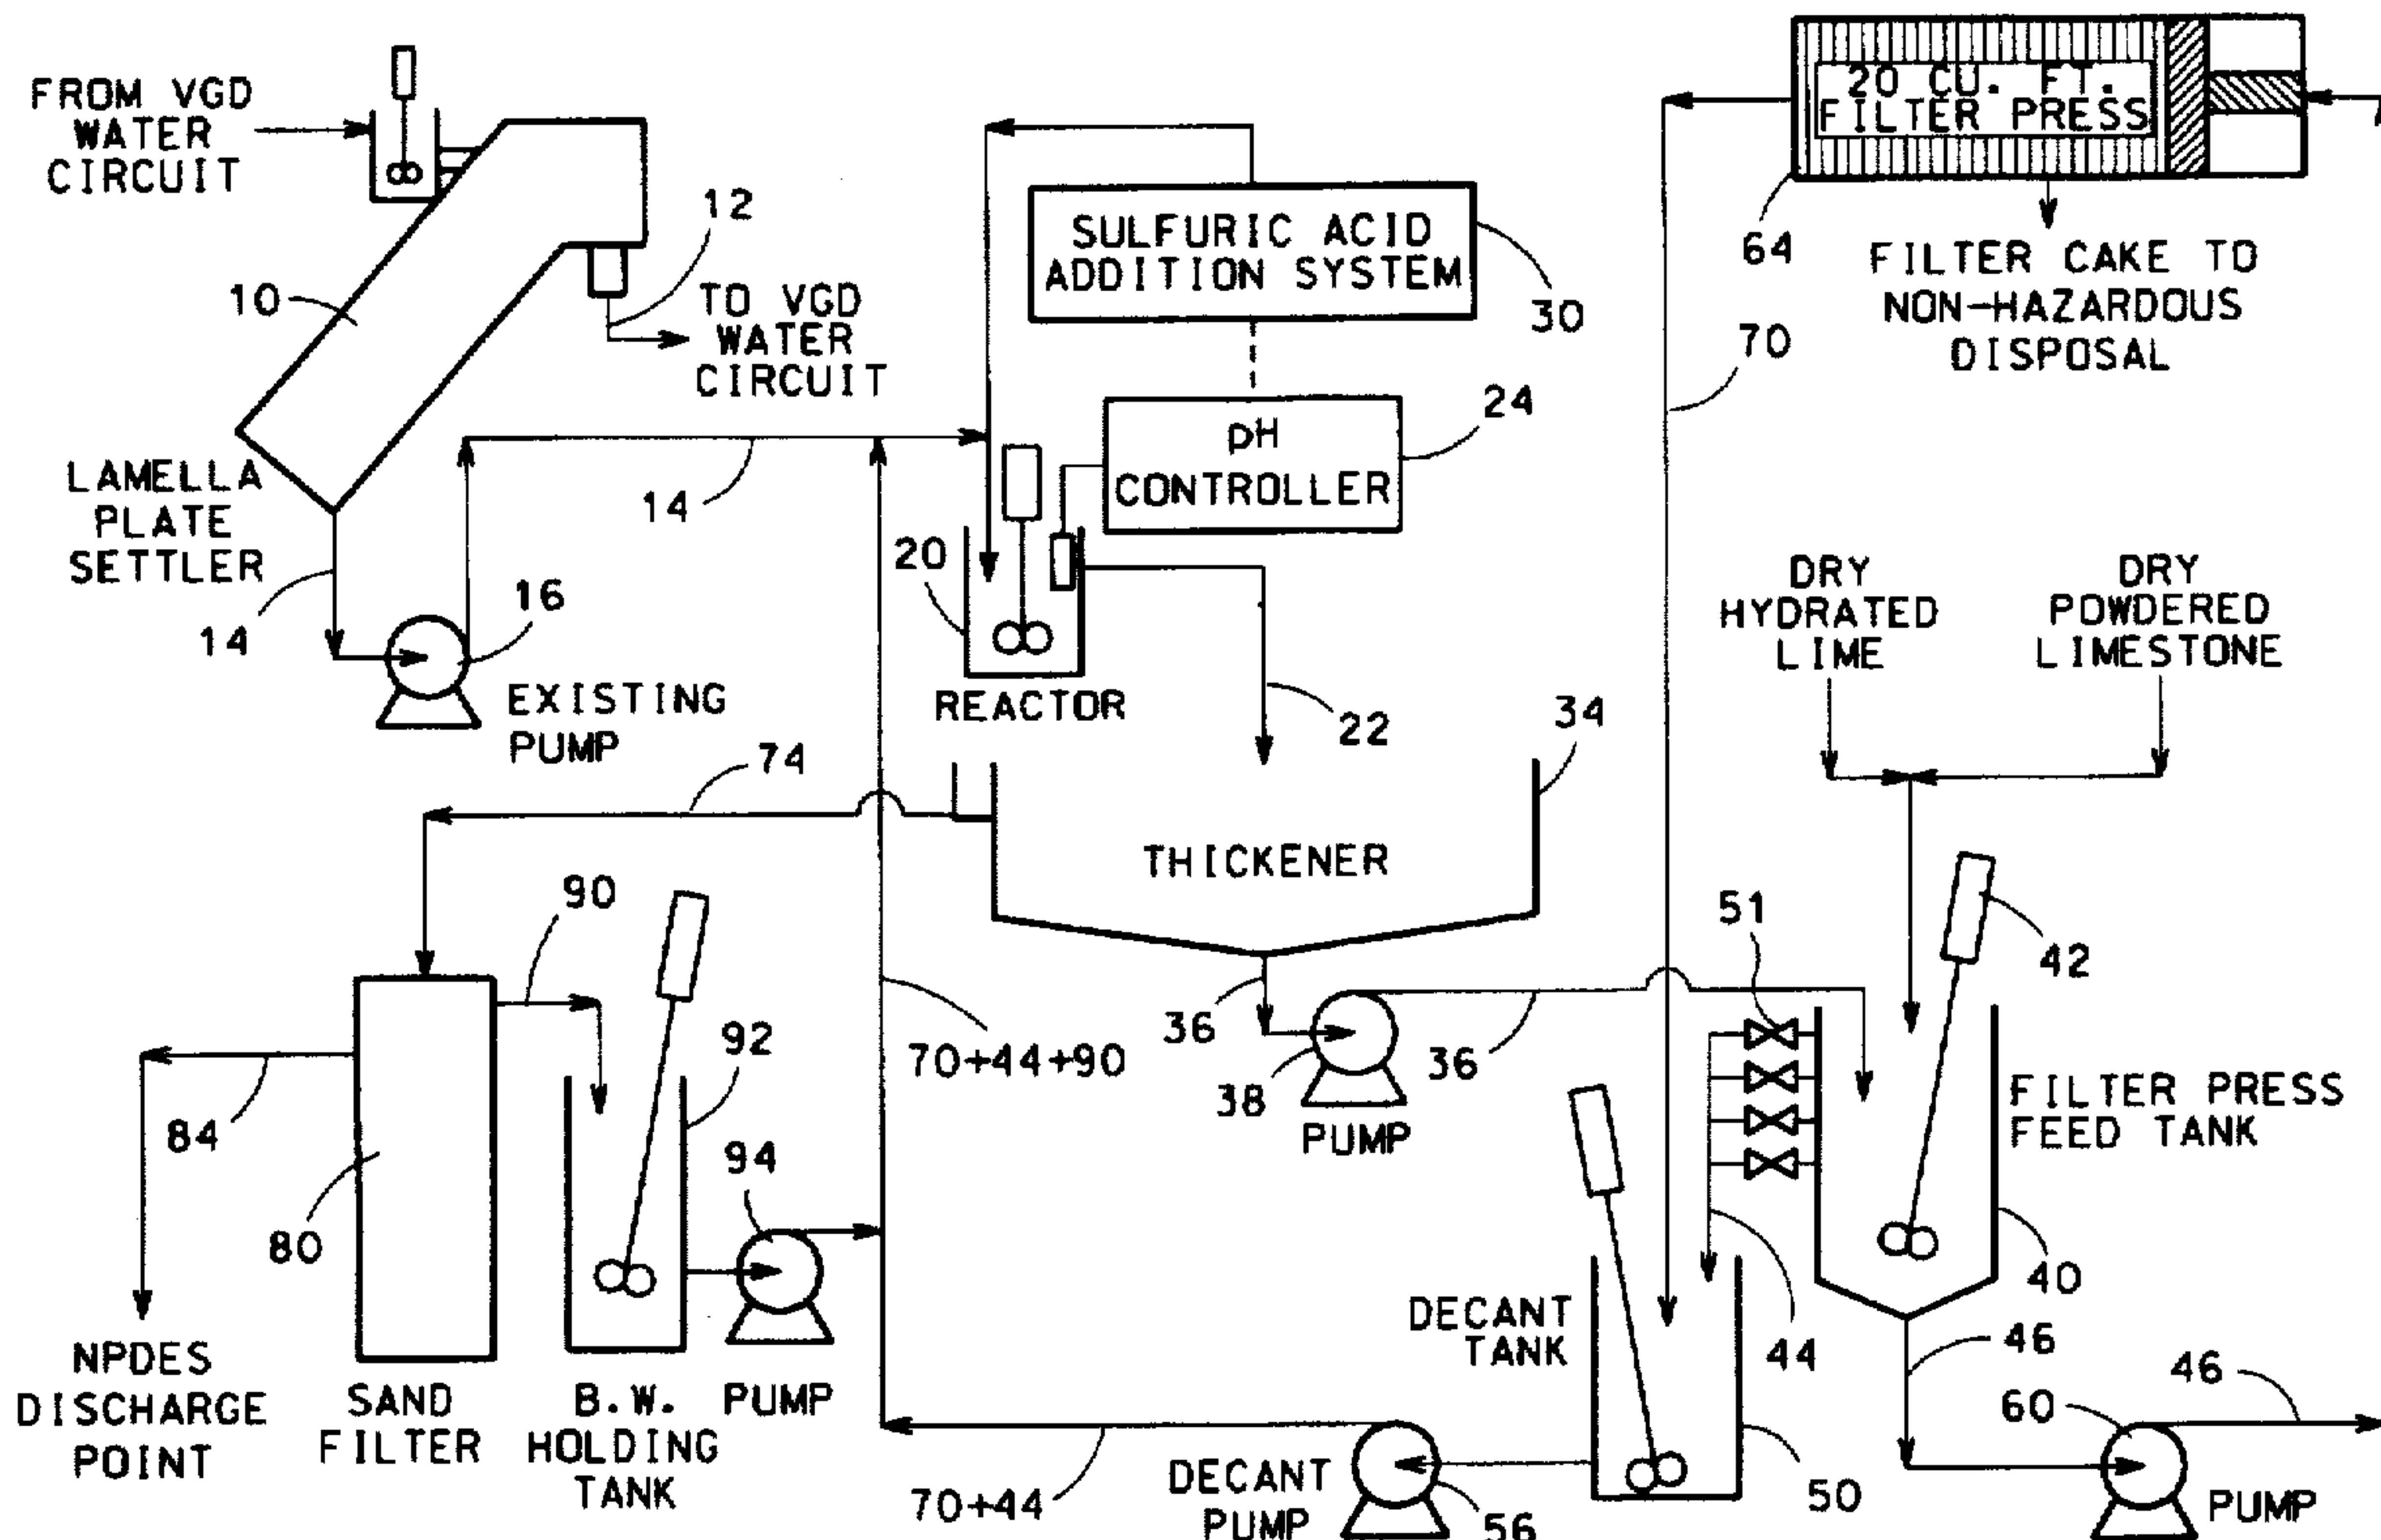 FROM VGD
WATER
CIRCUIT
10
12
TO VGD
WATER
CIRCUIT
LAMELLA
PLATE
SETTLER
14
14
16
EXISTING
PUMP
SULFURIC ACID
ADDITION SYSTEM
30
pH
CONTROLLER
24
20
REACTOR
22
20 CU. FT.
FILTER PRESS
64
FILTER CAKE TO
NON-HAZARDOUS
DISPOSAL
70
DRY
HYDRATED
LIME
DRY
POWDERED
LIMESTONE
34
74
THICKENER
90
51
42
36
38
PUMP
36
70+44+90
92
94
84
80
FILTER PRESS
FEED TANK
40
NPDES
DISCHARGE
POINT
SAND
FILTER
B.W.
HOLDING
TANK
PUMP
DECANT
TANK
44
46
46
60
70+44
DECANT
PUMP
56
50
PUMP